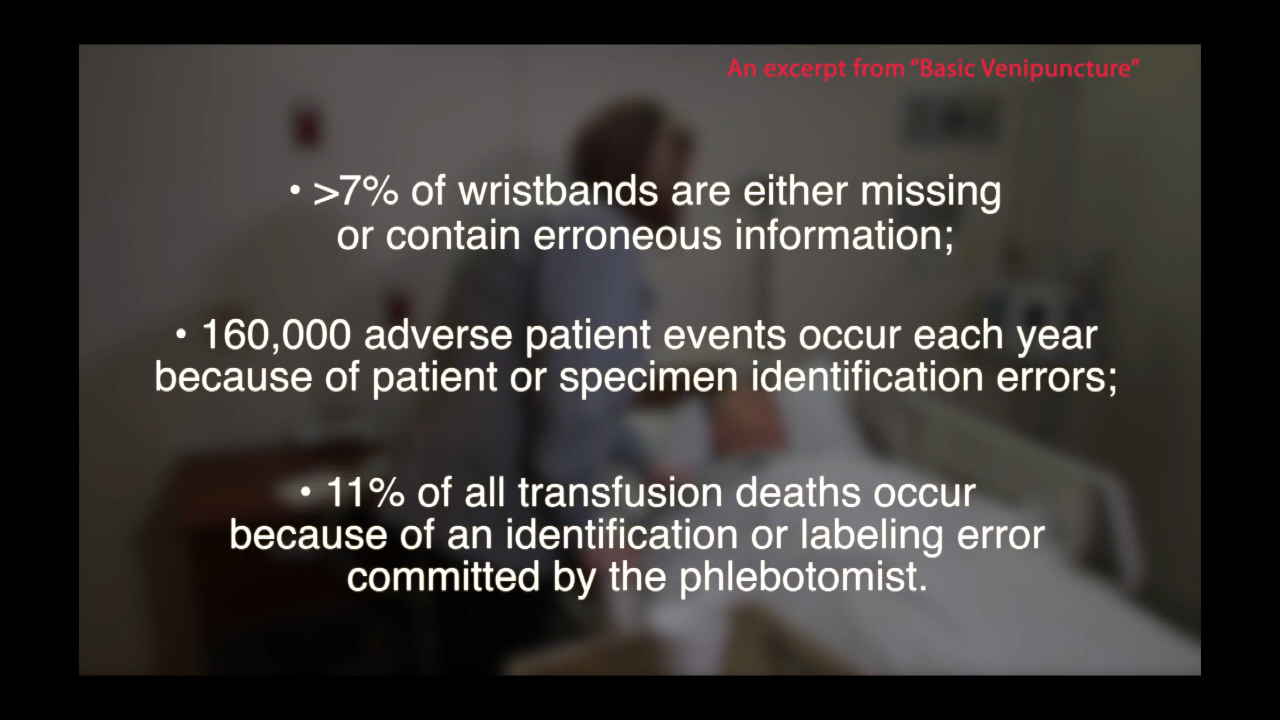 An excerpt from “Basic Venipuncture”
• >7% of wristbands are either missing
or contain erroneous information;
• 160,000 adverse patient events occur each year
because of patient or specimen identification errors;
• 11% of all transfusion deaths occur
because of an identification or labeling error
committed by the phlebotomist.